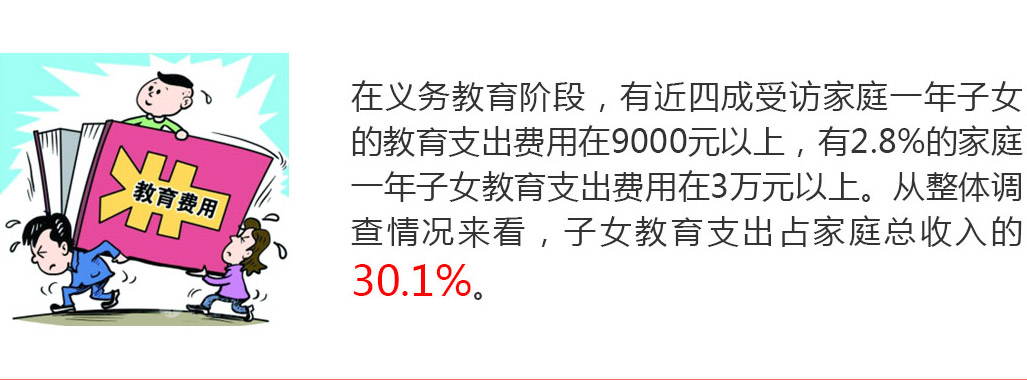 教育费用
在义务教育阶段，有近四成受访家庭一年子女
的教育支出费用在9000元以上，有2.8%的家庭
一年子女教育支出费用在3万元以上。从整体调
查情况来看，子女教育支出占家庭总收入的
30.1%。